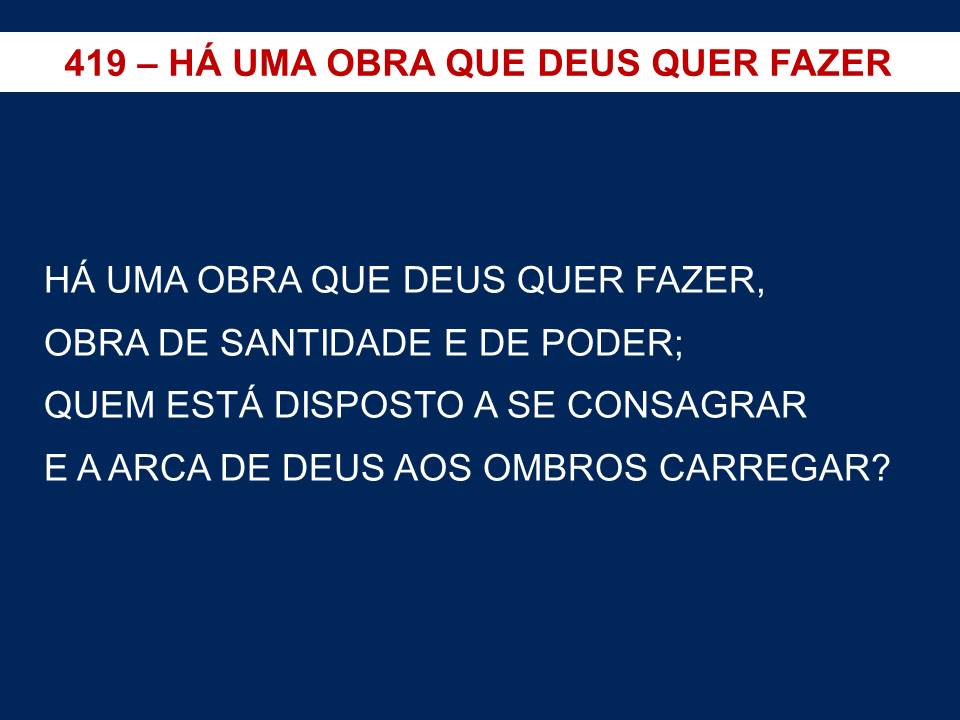 419 – HÁ UMA OBRA QUE DEUS QUER FAZER
HÁ UMA OBRA QUE DEUS QUER FAZER,
OBRA DE SANTIDADE E DE PODER;
QUEM ESTÁ DISPOSTO A SE CONSAGRAR
E A ARCA DE DEUS AOS OMBROS CARREGAR?